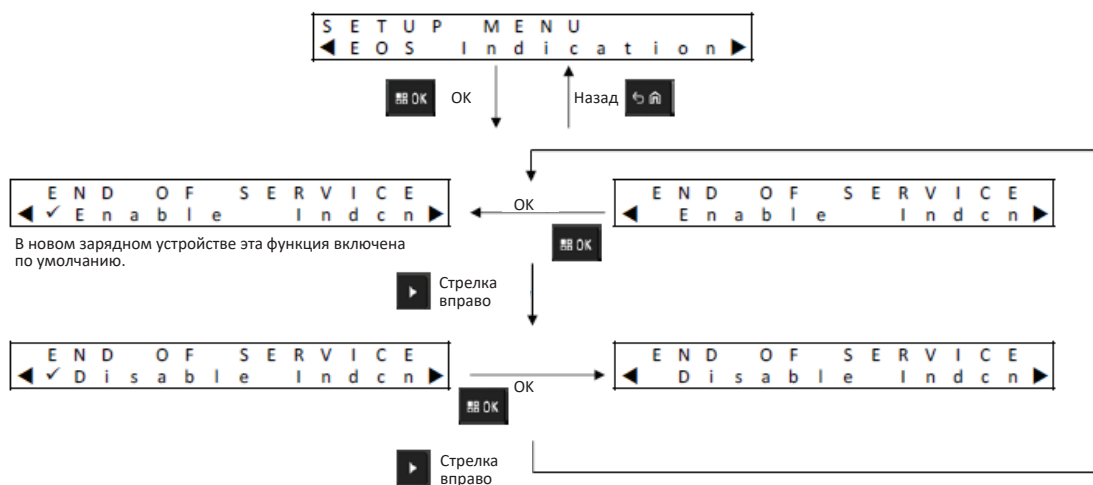 SETUP MENU
◀EOS Indication▶
OK
OK
Назад
END OF SERVICE
◀✓Enable Indcn▶
OK
END OF SERVICE
◀ Enable Indcn▶
OK
В новом зарядном устройстве эта функция включена
по умолчанию.
Стрелка
вправо
END OF SERVICE
◀✓Disable Indcn▶
OK
OK
END OF SERVICE
◀ Disable Indcn▶
Стрелка
вправо